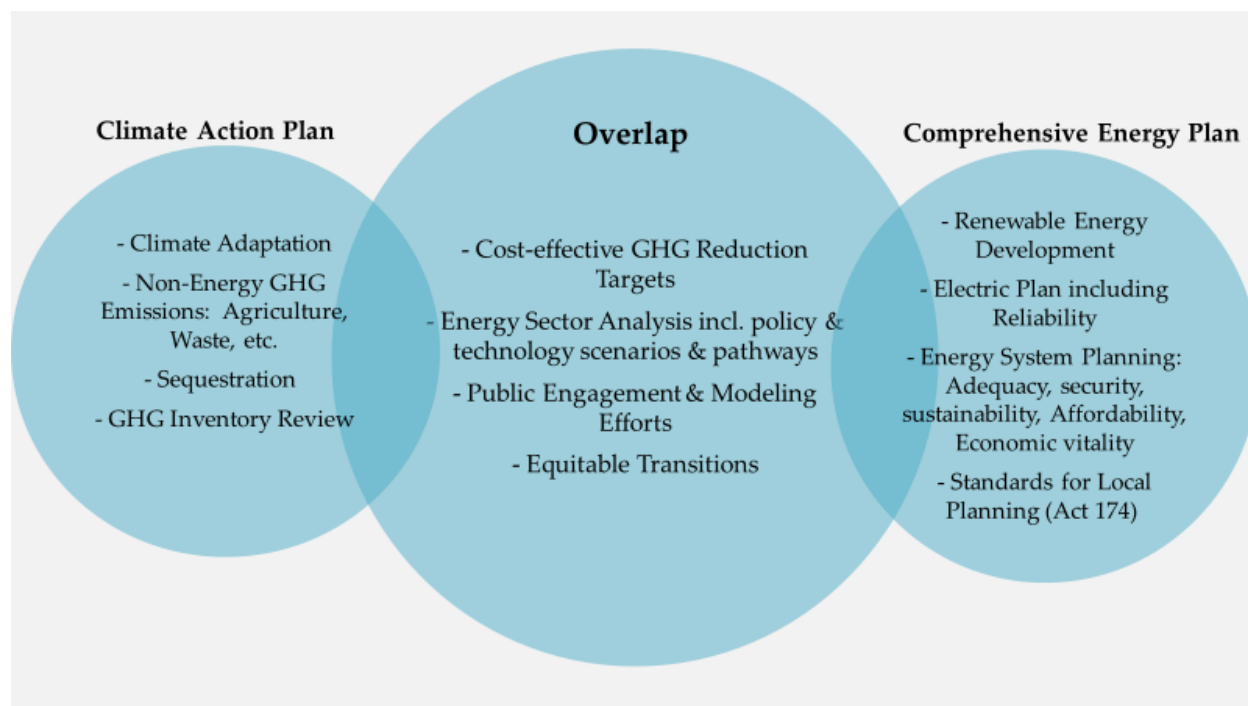 Climate Action Plan
- Climate Adaptation
- Non-Energy GHG
Emissions: Agriculture,
Waste, etc.
- Sequestration
- GHG Inventory Review
Overlap
- Cost-effective GHG Reduction
Targets
- Energy Sector Analysis incl. policy &
technology scenarios & pathways
- Public Engagement & Modeling
Efforts
- Equitable Transitions
Comprehensive Energy Plan
- Renewable Energy
Development
- Electric Plan including
Reliability
- Energy System Planning:
Adequacy, security,
sustainability, Affordability,
Economic vitality
- Standards for Local
Planning (Act 174)